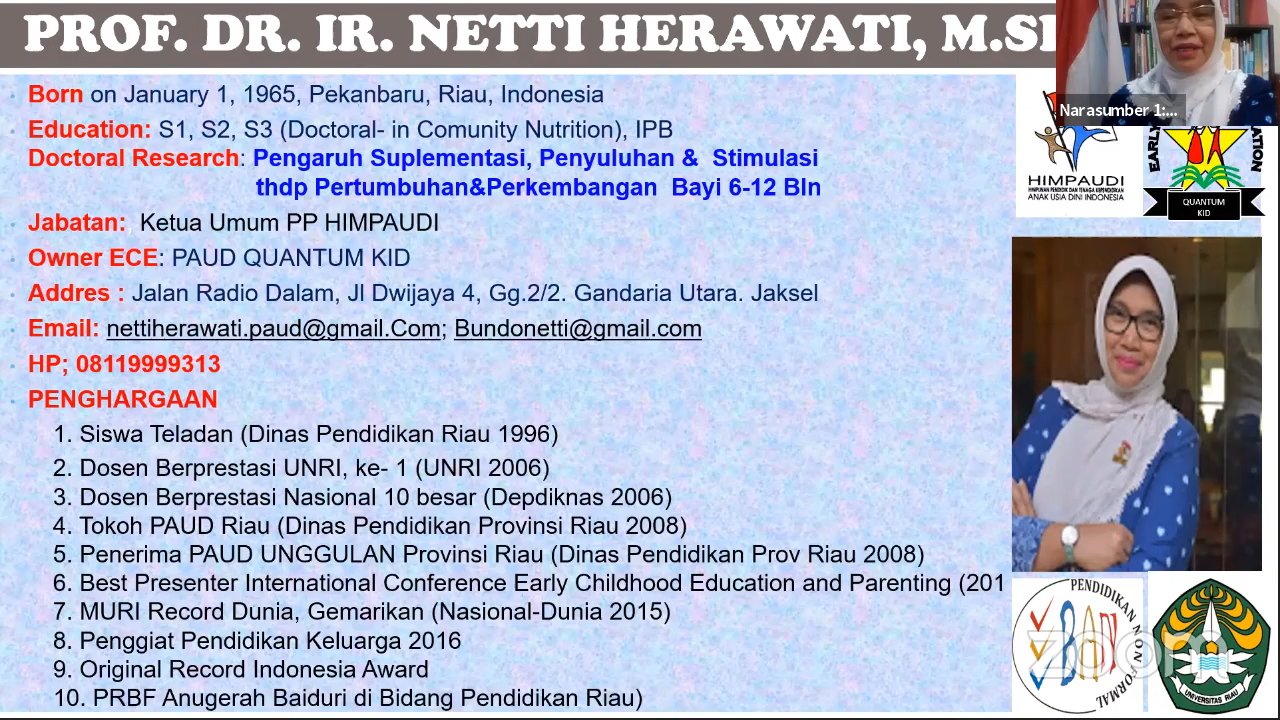 PROF. DR. IR. NETTI HERAWATI, M.SI
Narasumber 1:...
Born on January 1, 1965, Pekanbaru, Riau, Indonesia
Education: S1, S2, S3 (Doctoral- in Comunity Nutrition), IPB
Doctoral Research: Pengaruh Suplementasi, Penyuluhan & Stimulasi
thdp Pertumbuhan&Perkembangan Bayi 6-12 Bln
Jabatan: Ketua Umum PP HIMPAUDI
Owner ECE: PAUD QUANTUM KID
Addres : Jalan Radio Dalam, Jl Dwijaya 4, Gg.2/2. Gandaria Utara. Jaksel
Email: nettiherawati.paud@gmail.Com; Bundonetti@gmail.com
HP; 08119999313
PENGHARGAAN
1. Siswa Teladan (Dinas Pendidikan Riau 1996)
2. Dosen Berprestasi UNRI, ke- 1 (UNRI 2006)
3. Dosen Berprestasi Nasional 10 besar (Depdiknas 2006)
4. Tokoh PAUD Riau (Dinas Pendidikan Provinsi Riau 2008)
5. Penerima PAUD UNGGULAN Provinsi Riau (Dinas Pendidikan Prov Riau 2008)
6. Best Presenter International Conference Early Childhood Education and Parenting (201
7. MURI Record Dunia, Gemarikan (Nasional-Dunia 2015)
8. Penggiat Pendidikan Keluarga 2016
9. Original Record Indonesia Award
10. PRBF Anugerah Baiduri di Bidang Pendidikan Riau)
HIMPAUDI
HIMPUNAN PENDIDIK DAN TENAGA KEPENDIDIKAN
ANAK USIA DINI INDONESIA
EARLY
ATION
QUANTUM
KID
PENDIDIKAN NON FORMAL
zoom
UNIVERSITAS RIAU